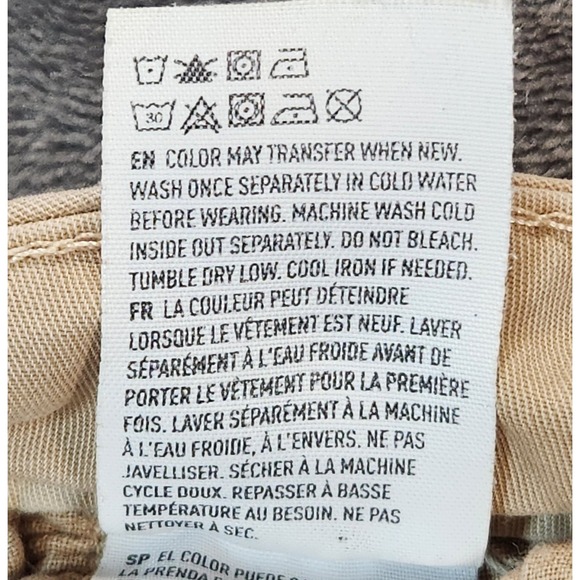 30
EN COLOR MAY TRANSFER WHEN NEW.
WASH ONCE SEPARATELY IN COLD WATER
BEFORE WEARING. MACHINE WASH COLD
INSIDE OUT SEPARATELY. DO NOT BLEACH.
TUMBLE DRY LOW. COOL IRON IF NEEDED.
FR LA COULEUR PEUT DÉTEINDRE
LORSQUE LE VÊTEMENT EST NEUF. LAVER
SÉPARÉMENT À L'EAU FROIDE AVANT DE
PORTER LE VÊTEMENT POUR LA PREMIÈRE
FOIS. LAVER SÉPARÉMENT À LA MACHINE
À L'EAU FROIDE, À L'ENVERS. NE PAS
JAVELLISER. SÉCHER À LA MACHINE
CYCLE DOUX. REPASSER À BASSE
TEMPÉRATURE AU BESOIN. NE PAS
NETTOYER À SEC.
SP EL COLOR PUEDE
LA PRENDA